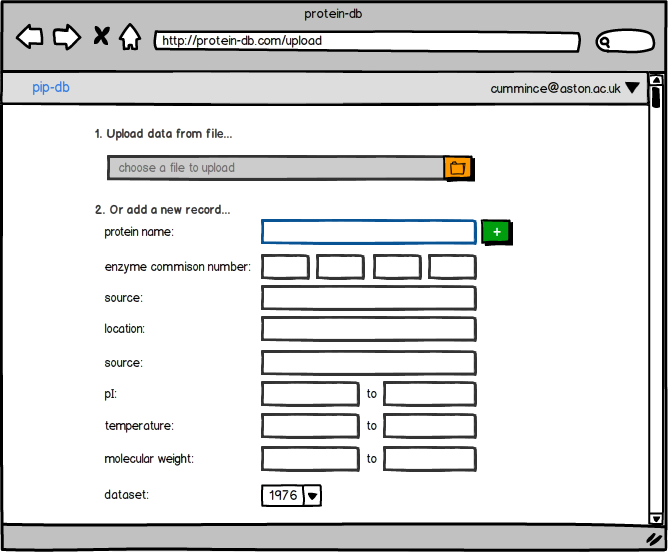 protein-db
http://protein-db.com/upload
pip-db cummince@aston.ac.uk
1. Upload data from file...
choose a file to upload
2. Or add a new record...
protein name: +
enzyme commison number:
source:
location:
source:
pI: to
temperature: to
molecular weight: to
dataset: 1976